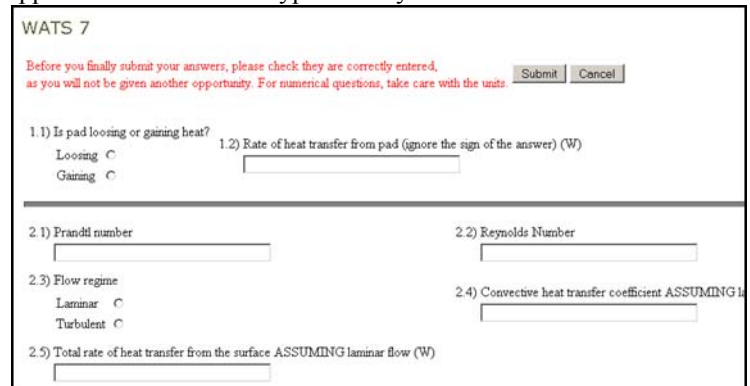 WATS 7
Before you finally submit your answers, please check they are correctly entered,
as you will not be given another opportunity. For numerical questions, take care with the units.
Submit Cancel
1.1) Is pad loosing or gaining heat?
Loosing
Gaining
1.2) Rate of heat transfer from pad (ignore the sign of the answer) (W)
2.1) Prandtl number
2.2) Reynolds Number
2.3) Flow regime
Laminar
Turbulent
2.4) Convective heat transfer coefficient ASSUMING
2.5) Total rate of heat transfer from the surface ASSUMING laminar flow (W)